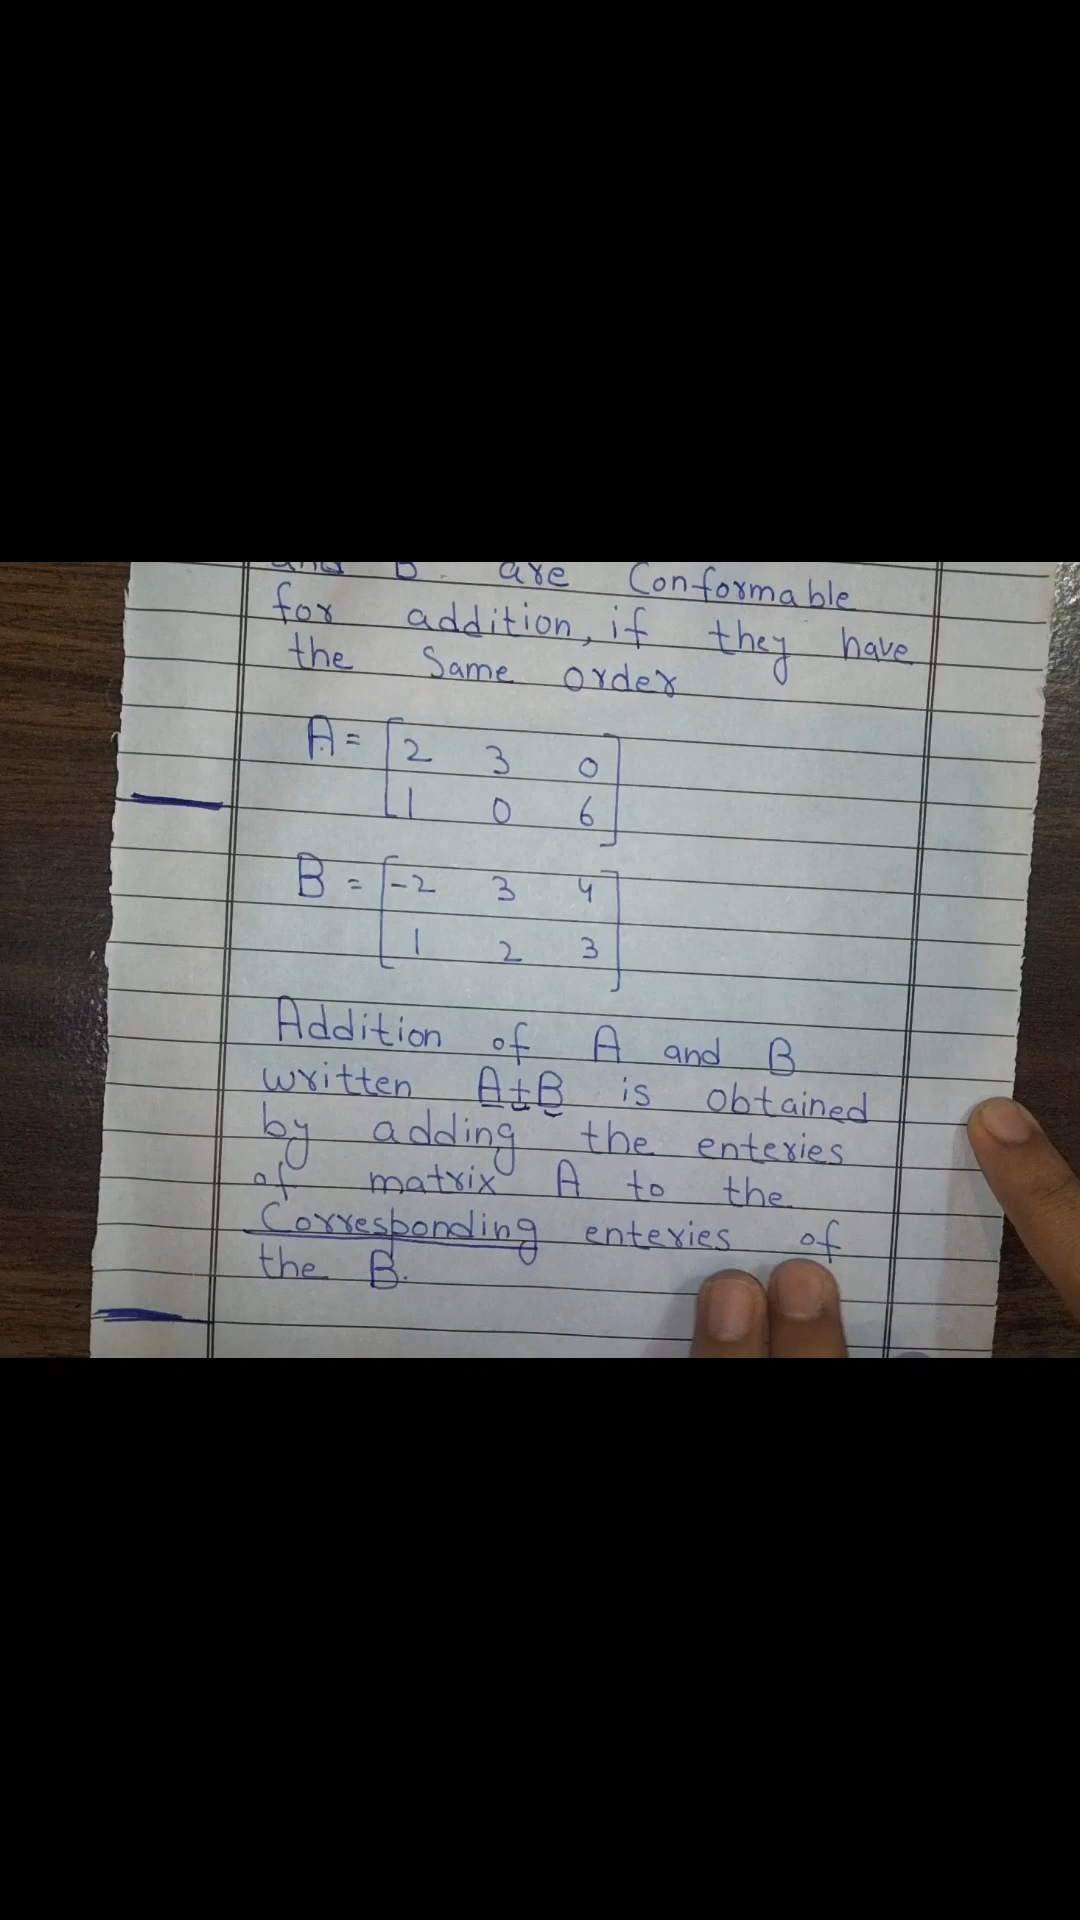 and B. are Conformable
for addition, if they have
the Same order
A = [ 2 3 0
1 0 6 ]
B = [ -2 3 4
1 2 3 ]
Addition of A and B
written A+B is obtained
by adding the enteries
of matrix A to the
Corresponding enteries of
the B.